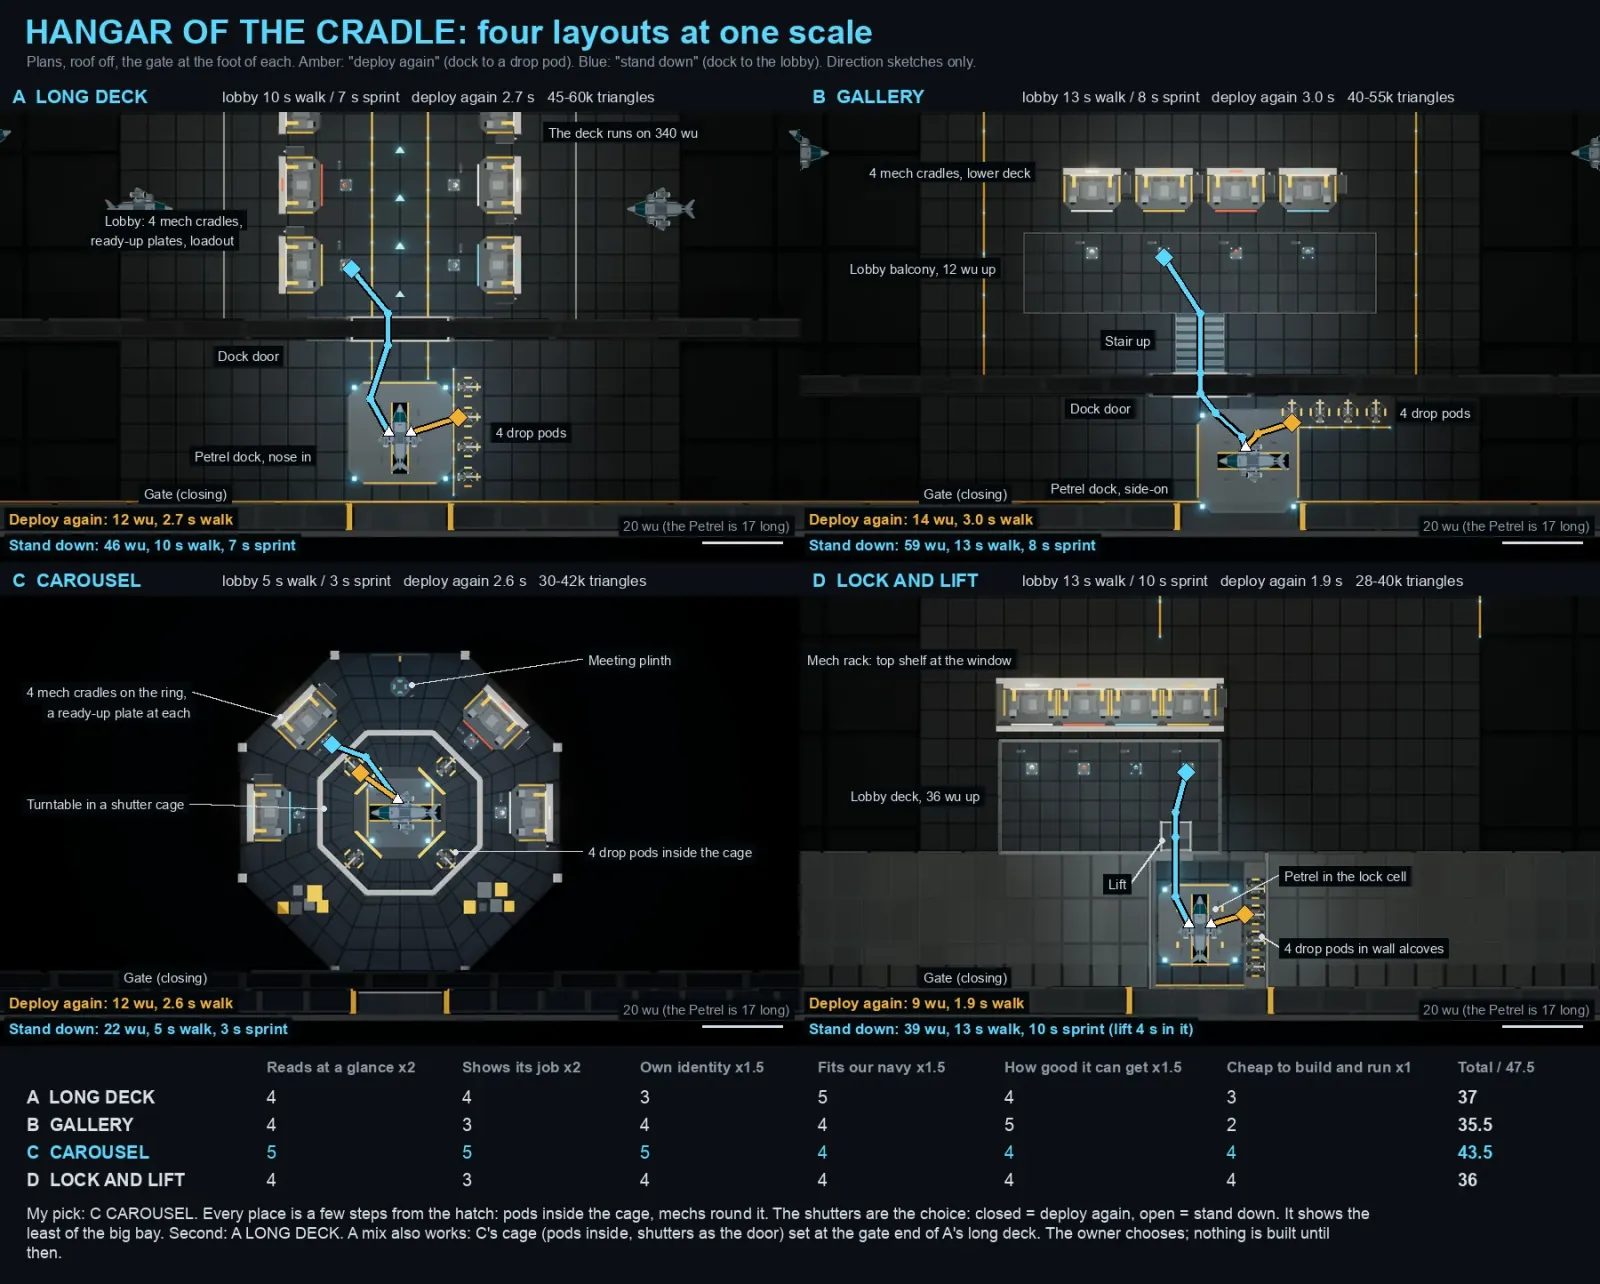 HANGAR OF THE CRADLE: four layouts at one scale
Plans, roof off, the gate at the foot of each. Amber: "deploy again" (dock to a drop pod). Blue: "stand down" (dock to the lobby). Direction sketches only.
A LONG DECK lobby 10 s walk / 7 s sprint deploy again 2.7 s 45-60k triangles
The deck runs on 340 wu
Lobby: 4 mech cradles,
ready-up plates, loadout
Dock door
4 drop pods
Petrel dock, nose in
Gate (closing)
Deploy again: 12 wu, 2.7 s walk
20 wu (the Petrel is 17 long)
Stand down: 46 wu, 10 s walk, 7 s sprint
B GALLERY lobby 13 s walk / 8 s sprint deploy again 3.0 s 40-55k triangles
4 mech cradles, lower deck
Lobby balcony, 12 wu up
Stair up
Dock door
4 drop pods
Petrel dock, side-on
Gate (closing)
Deploy again: 14 wu, 3.0 s walk
20 wu (the Petrel is 17 long)
Stand down: 59 wu, 13 s walk, 8 s sprint
C CAROUSEL lobby 5 s walk / 3 s sprint deploy again 2.6 s 30-42k triangles
Meeting plinth
4 mech cradles on the ring,
a ready-up plate at each
Turntable in a shutter cage
4 drop pods inside the cage
Gate (closing)
Deploy again: 12 wu, 2.6 s walk
20 wu (the Petrel is 17 long)
Stand down: 22 wu, 5 s walk, 3 s sprint
D LOCK AND LIFT lobby 13 s walk / 10 s sprint deploy again 1.9 s 28-40k triangles
Mech rack: top shelf at the window
Lobby deck, 36 wu up
Lift
Petrel in the lock cell
4 drop pods in wall alcoves
Gate (closing)
Deploy again: 9 wu, 1.9 s walk
20 wu (the Petrel is 17 long)
Stand down: 39 wu, 13 s walk, 10 s sprint (lift 4 s in it)
Reads at a glance x2 Shows its job x2 Own identity x1.5 Fits our navy x1.5 How good it can get x1.5 Cheap to build and run x1 Total / 47.5
A LONG DECK 4 4 3 5 4 3 37
B GALLERY 4 3 4 4 5 2 35.5
C CAROUSEL 5 5 5 4 4 4 43.5
D LOCK AND LIFT 4 3 4 4 4 4 36
My pick: C CAROUSEL. Every place is a few steps from the hatch: pods inside the cage, mechs round it. The shutters are the choice: closed = deploy again, open = stand down. It shows the
least of the big bay. Second: A LONG DECK. A mix also works: C's cage (pods inside, shutters as the door) set at the gate end of A's long deck. The owner chooses; nothing is built until
then.